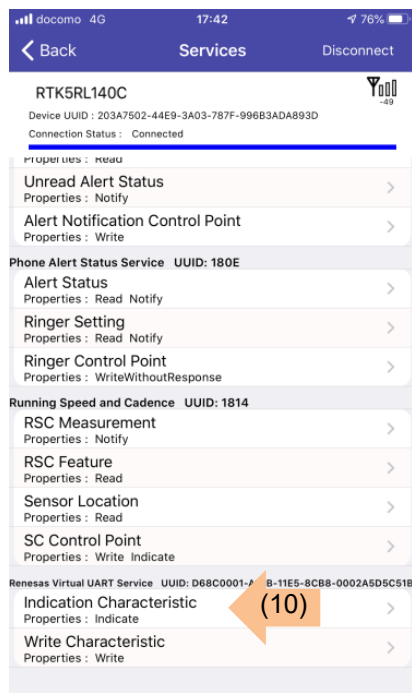 docomo 4G 17:42 76%
Back Services Disconnect
RTK5RL140C
-49
Device UUID : 203A7502-44E9-3A03-787F-996B3ADA893D
Connection Status : Connected
Properties : Read
Unread Alert Status
Properties : Notify
Alert Notification Control Point
Properties : Write
Phone Alert Status Service UUID: 180E
Alert Status
Properties : Read Notify
Ringer Setting
Properties : Read Notify
Ringer Control Point
Properties : WriteWithoutResponse
Running Speed and Cadence UUID: 1814
RSC Measurement
Properties : Notify
RSC Feature
Properties : Read
Sensor Location
Properties : Read
SC Control Point
Properties : Write Indicate
Renesas Virtual UART Service UUID: D68C0001- B-11E5-8CB8-0002A5D5C51B
Indication Characteristic
(10)
Properties : Indicate
Write Characteristic
Properties : Write